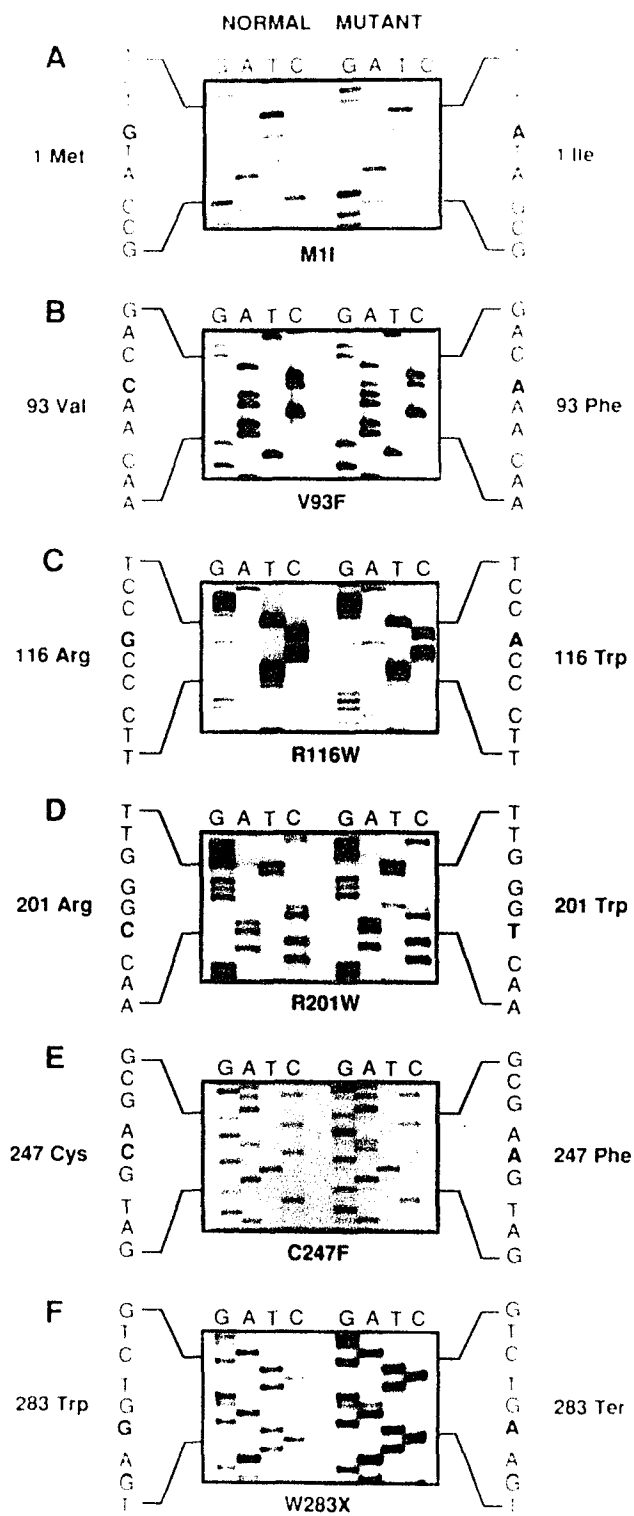 NORMAL MUTANT
A
G A T C G A T C
G T A C C G
1 Met
A T A
1 Ile
M1I
B
G A T C G A T C
G A C C A A C A A
93 Val
G A C A A A C A A
93 Phe
V93F
C
G A T C G A T C
T C C G C C C T T
116 Arg
T C C A C C C T T
116 Trp
R116W
D
G A T C G A T C
T T G G G C C A A
201 Arg
T T G G G T C A A
201 Trp
R201W
E
G A T C G A T C
G C G A C G T A G
247 Cys
G C G A A G T A G
247 Phe
C247F
F
G A T C G A T C
G T C T G G A G T
283 Trp
G T C T G A A G T
283 Ter
W283X